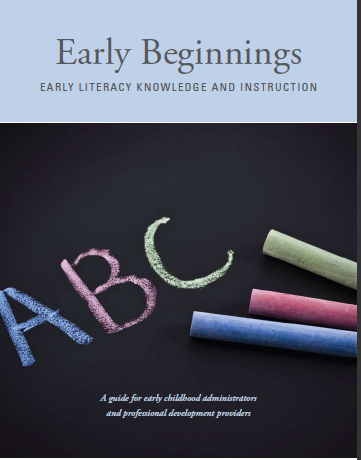 Early Beginnings
EARLY LITERACY KNOWLEDGE AND INSTRUCTION
ABC
A guide for early childhood administrators
and professional development providers